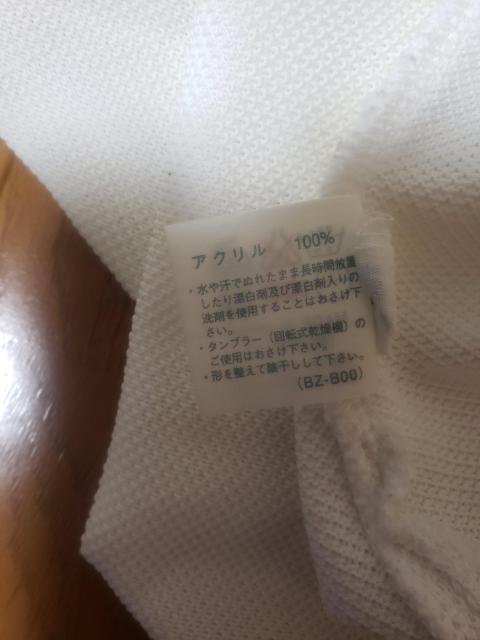 アクリル 100%
・水や汗でぬれたまま長時間放置
したり漂白剤及び漂白剤入りの
洗剤を使用することはおさけ下
さい。
・タンブラー（回転式乾燥機）の
ご使用はおさけ下さい。
・形を整えて陰干しして下さい。
（BZ-B00）